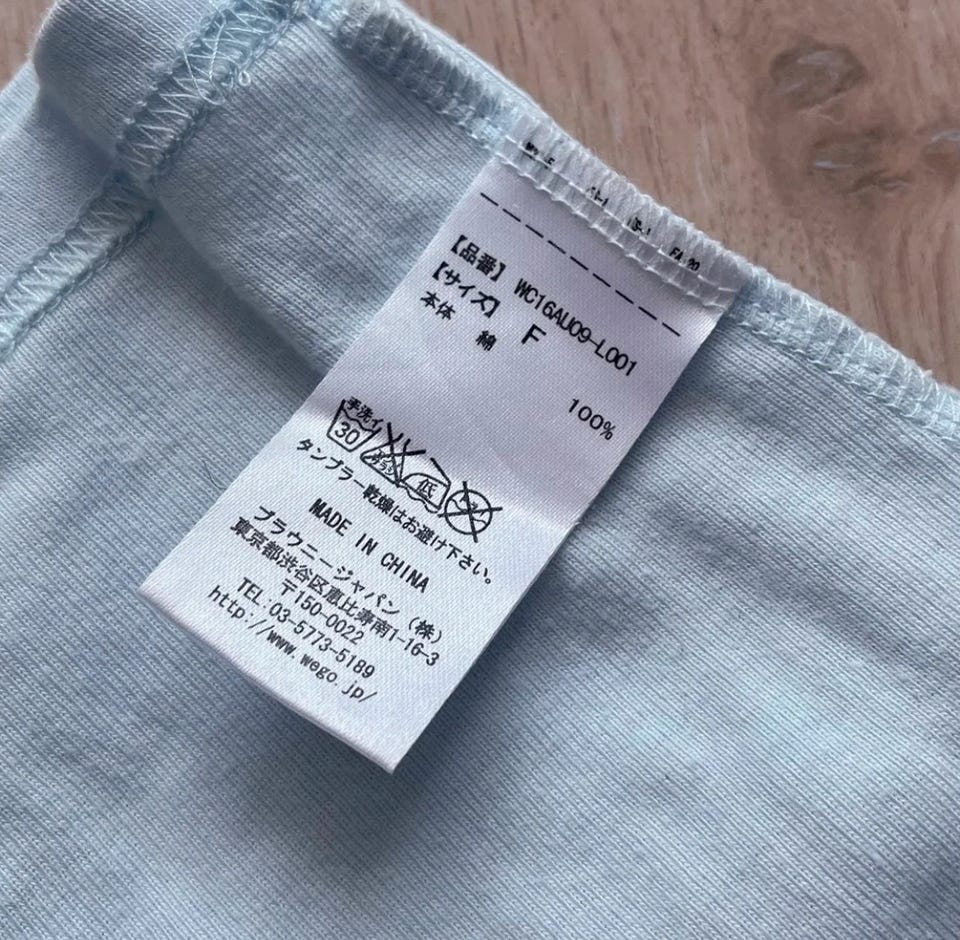 【品番】 WC16AU09-L001
【サイズ】 F
本体 綿 100%
手洗イ 30 低
タンブラー乾燥はお避け下さい。
MADE IN CHINA
ブラウニージャパン（株）
東京都渋谷区恵比寿南1-16-3
〒150-0022
TEL:03-5773-5189
http://www.wego.jp/